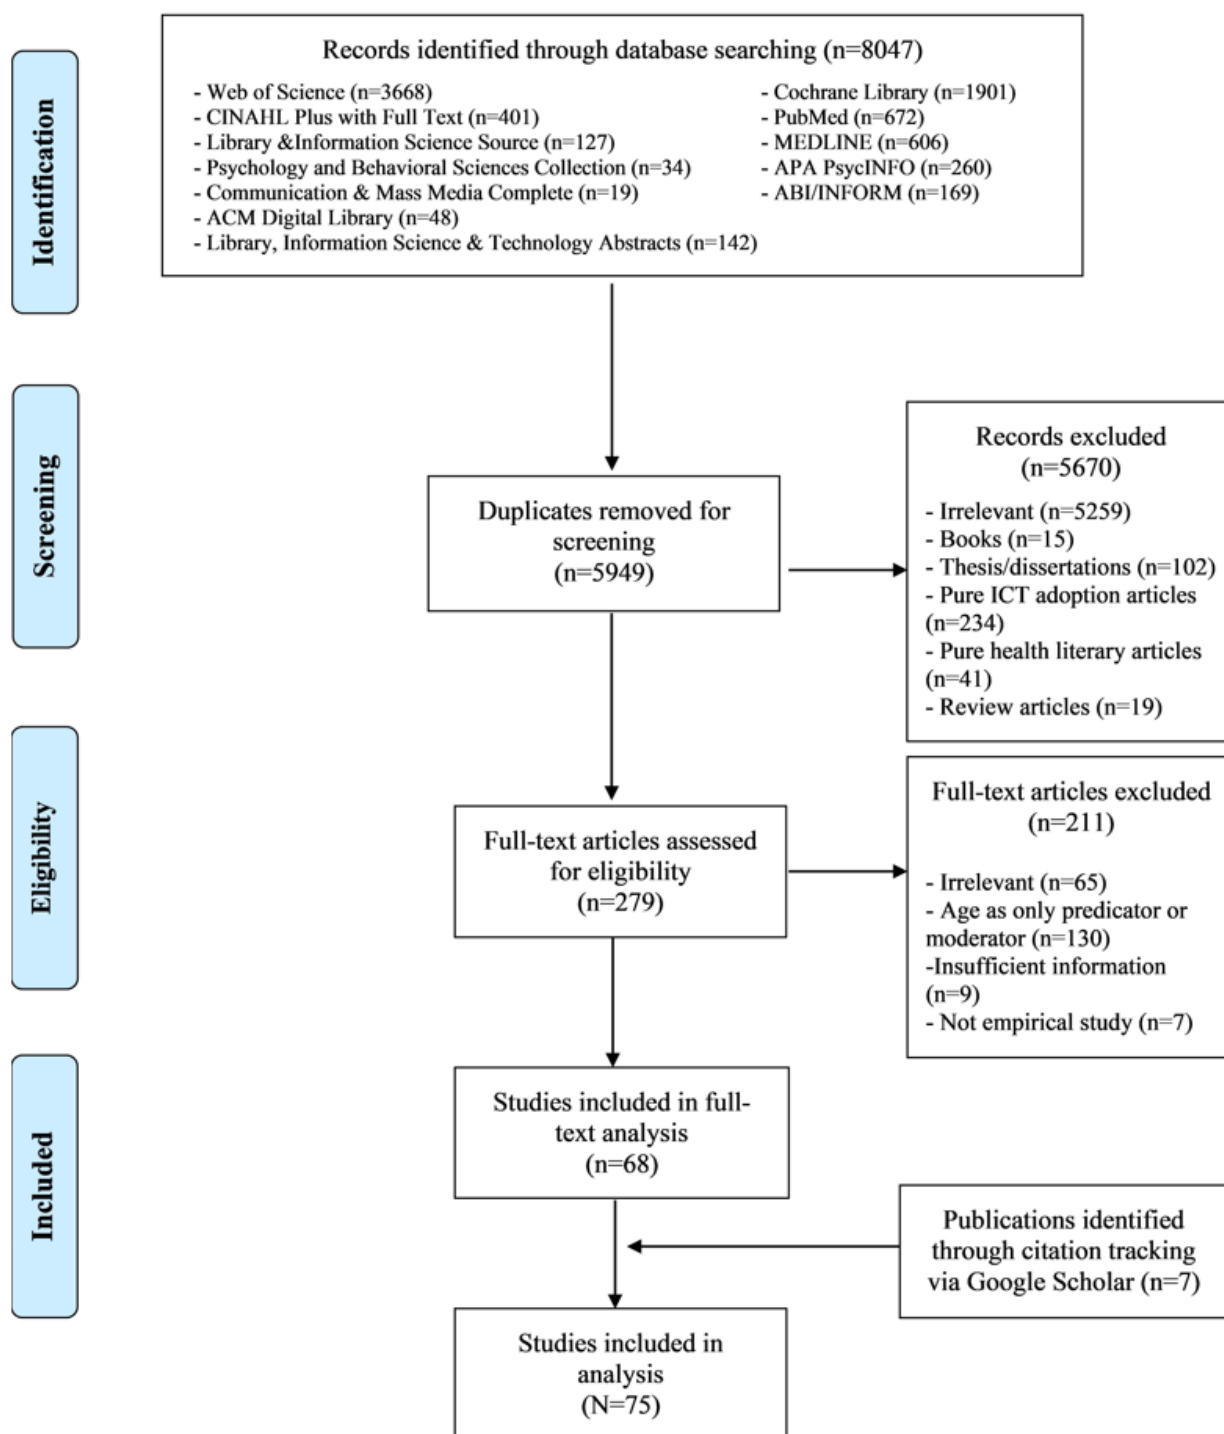 Identification
Records identified through database searching (n=8047)
- Web of Science (n=3668)
- CINAHL Plus with Full Text (n=401)
- Library &Information Science Source (n=127)
- Psychology and Behavioral Sciences Collection (n=34)
- Communication & Mass Media Complete (n=19)
- ACM Digital Library (n=48)
- Library, Information Science & Technology Abstracts (n=142)
- Cochrane Library (n=1901)
- PubMed (n=672)
- MEDLINE (n=606)
- APA PsycINFO (n=260)
- ABI/INFORM (n=169)
Screening
Duplicates removed for
screening
(n=5949)
Records excluded
(n=5670)
- Irrelevant (n=5259)
- Books (n=15)
- Thesis/dissertations (n=102)
- Pure ICT adoption articles
(n=234)
- Pure health literary articles
(n=41)
- Review articles (n=19)
Eligibility
Full-text articles assessed
for eligibility
(n=279)
Full-text articles excluded
(n=211)
- Irrelevant (n=65)
- Age as only predicator or
moderator (n=130)
-Insufficient information
(n=9)
- Not empirical study (n=7)
Included
Studies included in full-
text analysis
(n=68)
Publications identified
through citation tracking
via Google Scholar (n=7)
Studies included in
analysis
(N=75)